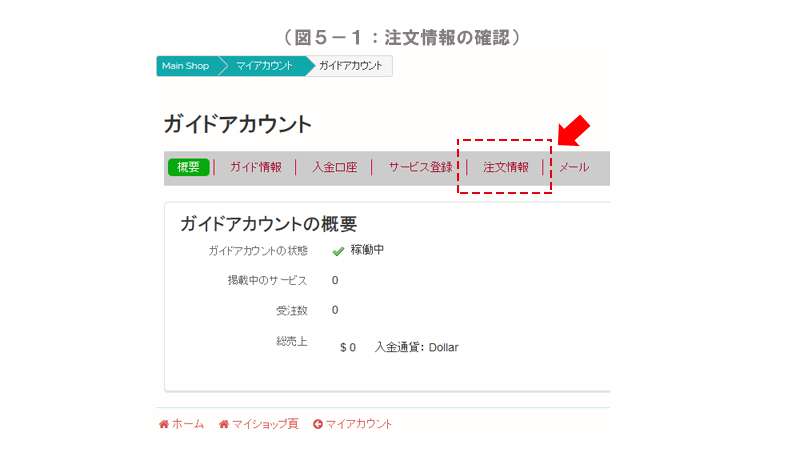 （図５－１：注文情報の確認）
Main Shop マイアカウント ガイドアカウント
ガイドアカウント
概要 ガイド情報 入金口座 サービス登録 注文情報 メール
ガイドアカウントの概要
ガイドアカウントの状態 稼働中
掲載中のサービス 0
受注数 0
総売上 $ 0 入金通貨: Dollar
ホーム マイショップ頁 マイアカウント